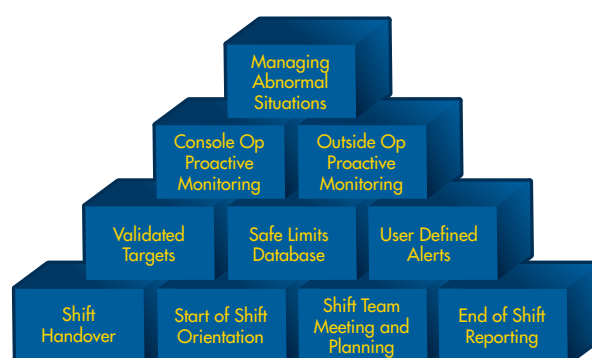 Managing
Abnormal
Situations
Console Op
Proactive
Monitoring
Outside Op
Proactive
Monitoring
Validated
Targets
Safe Limits
Database
User Defined
Alerts
Shift
Handover
Start of Shift
Orientation
Shift Team
Meeting and
Planning
End of Shift
Reporting